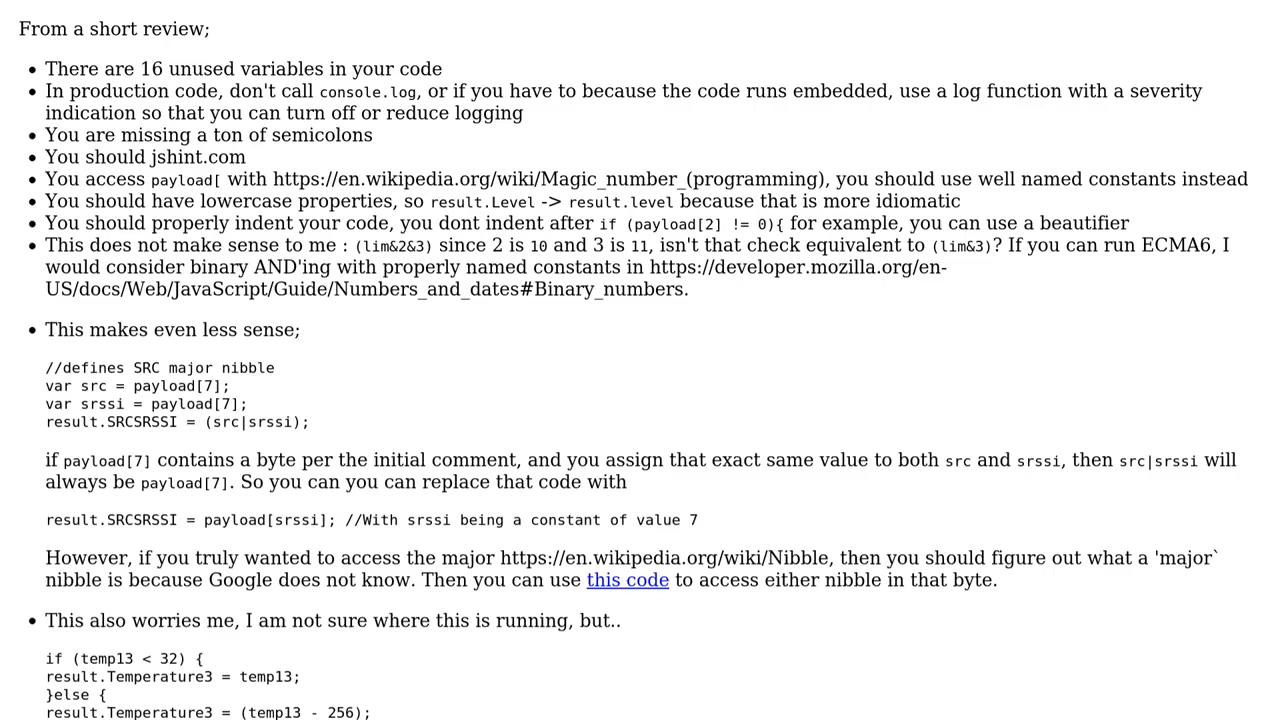 From a short review;
There are 16 unused variables in your code
In production code, don't call console.log, or if you have to because the code runs embedded, use a log function with a severity
indication so that you can turn off or reduce logging
You are missing a ton of semicolons
You should jshint.com
You access payload[ with https://en.wikipedia.org/wiki/Magic_number_(programming), you should use well named constants instead
You should have lowercase properties, so result.Level -> result.level because that is more idiomatic
You should properly indent your code, you dont indent after if (payload[2] != 0){ for example, you can use a beautifier
This does not make sense to me : (lim&2&3) since 2 is 10 and 3 is 11, isn't that check equivalent to (lim&3)? If you can run ECMA6, I
would consider binary AND'ing with properly named constants in https://developer.mozilla.org/en-
US/docs/Web/JavaScript/Guide/Numbers_and_dates#Binary_numbers.
This makes even less sense;
//defines SRC major nibble
var src = payload[7];
var srssi = payload[7];
result.SRCSRSSI = (src|srssi);
if payload[7] contains a byte per the initial comment, and you assign that exact same value to both src and srssi, then src|srssi will
always be payload[7]. So you can you can replace that code with
result.SRCSRSSI = payload[srssi]; //With srssi being a constant of value 7
However, if you truly wanted to access the major https://en.wikipedia.org/wiki/Nibble, then you should figure out what a 'major`
nibble is because Google does not know. Then you can use this code to access either nibble in that byte.
This also worries me, I am not sure where this is running, but..
if (temp13 < 32) {
result.Temperature3 = temp13;
}else {
result.Temperature3 = (temp13 - 256);